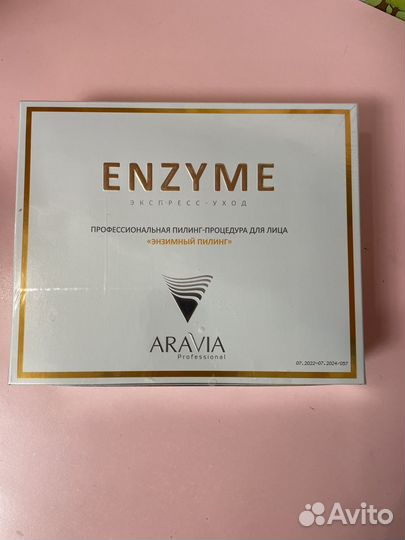 ENZYME
ЭКСПРЕСС-УХОД
ПРОФЕССИОНАЛЬНАЯ ПИЛИНГ-ПРОЦЕДУРА ДЛЯ ЛИЦА
«ЭНЗИМНЫЙ ПИЛИНГ»
ARAVIA
Professional
07.2022-07.2024/057
Avito